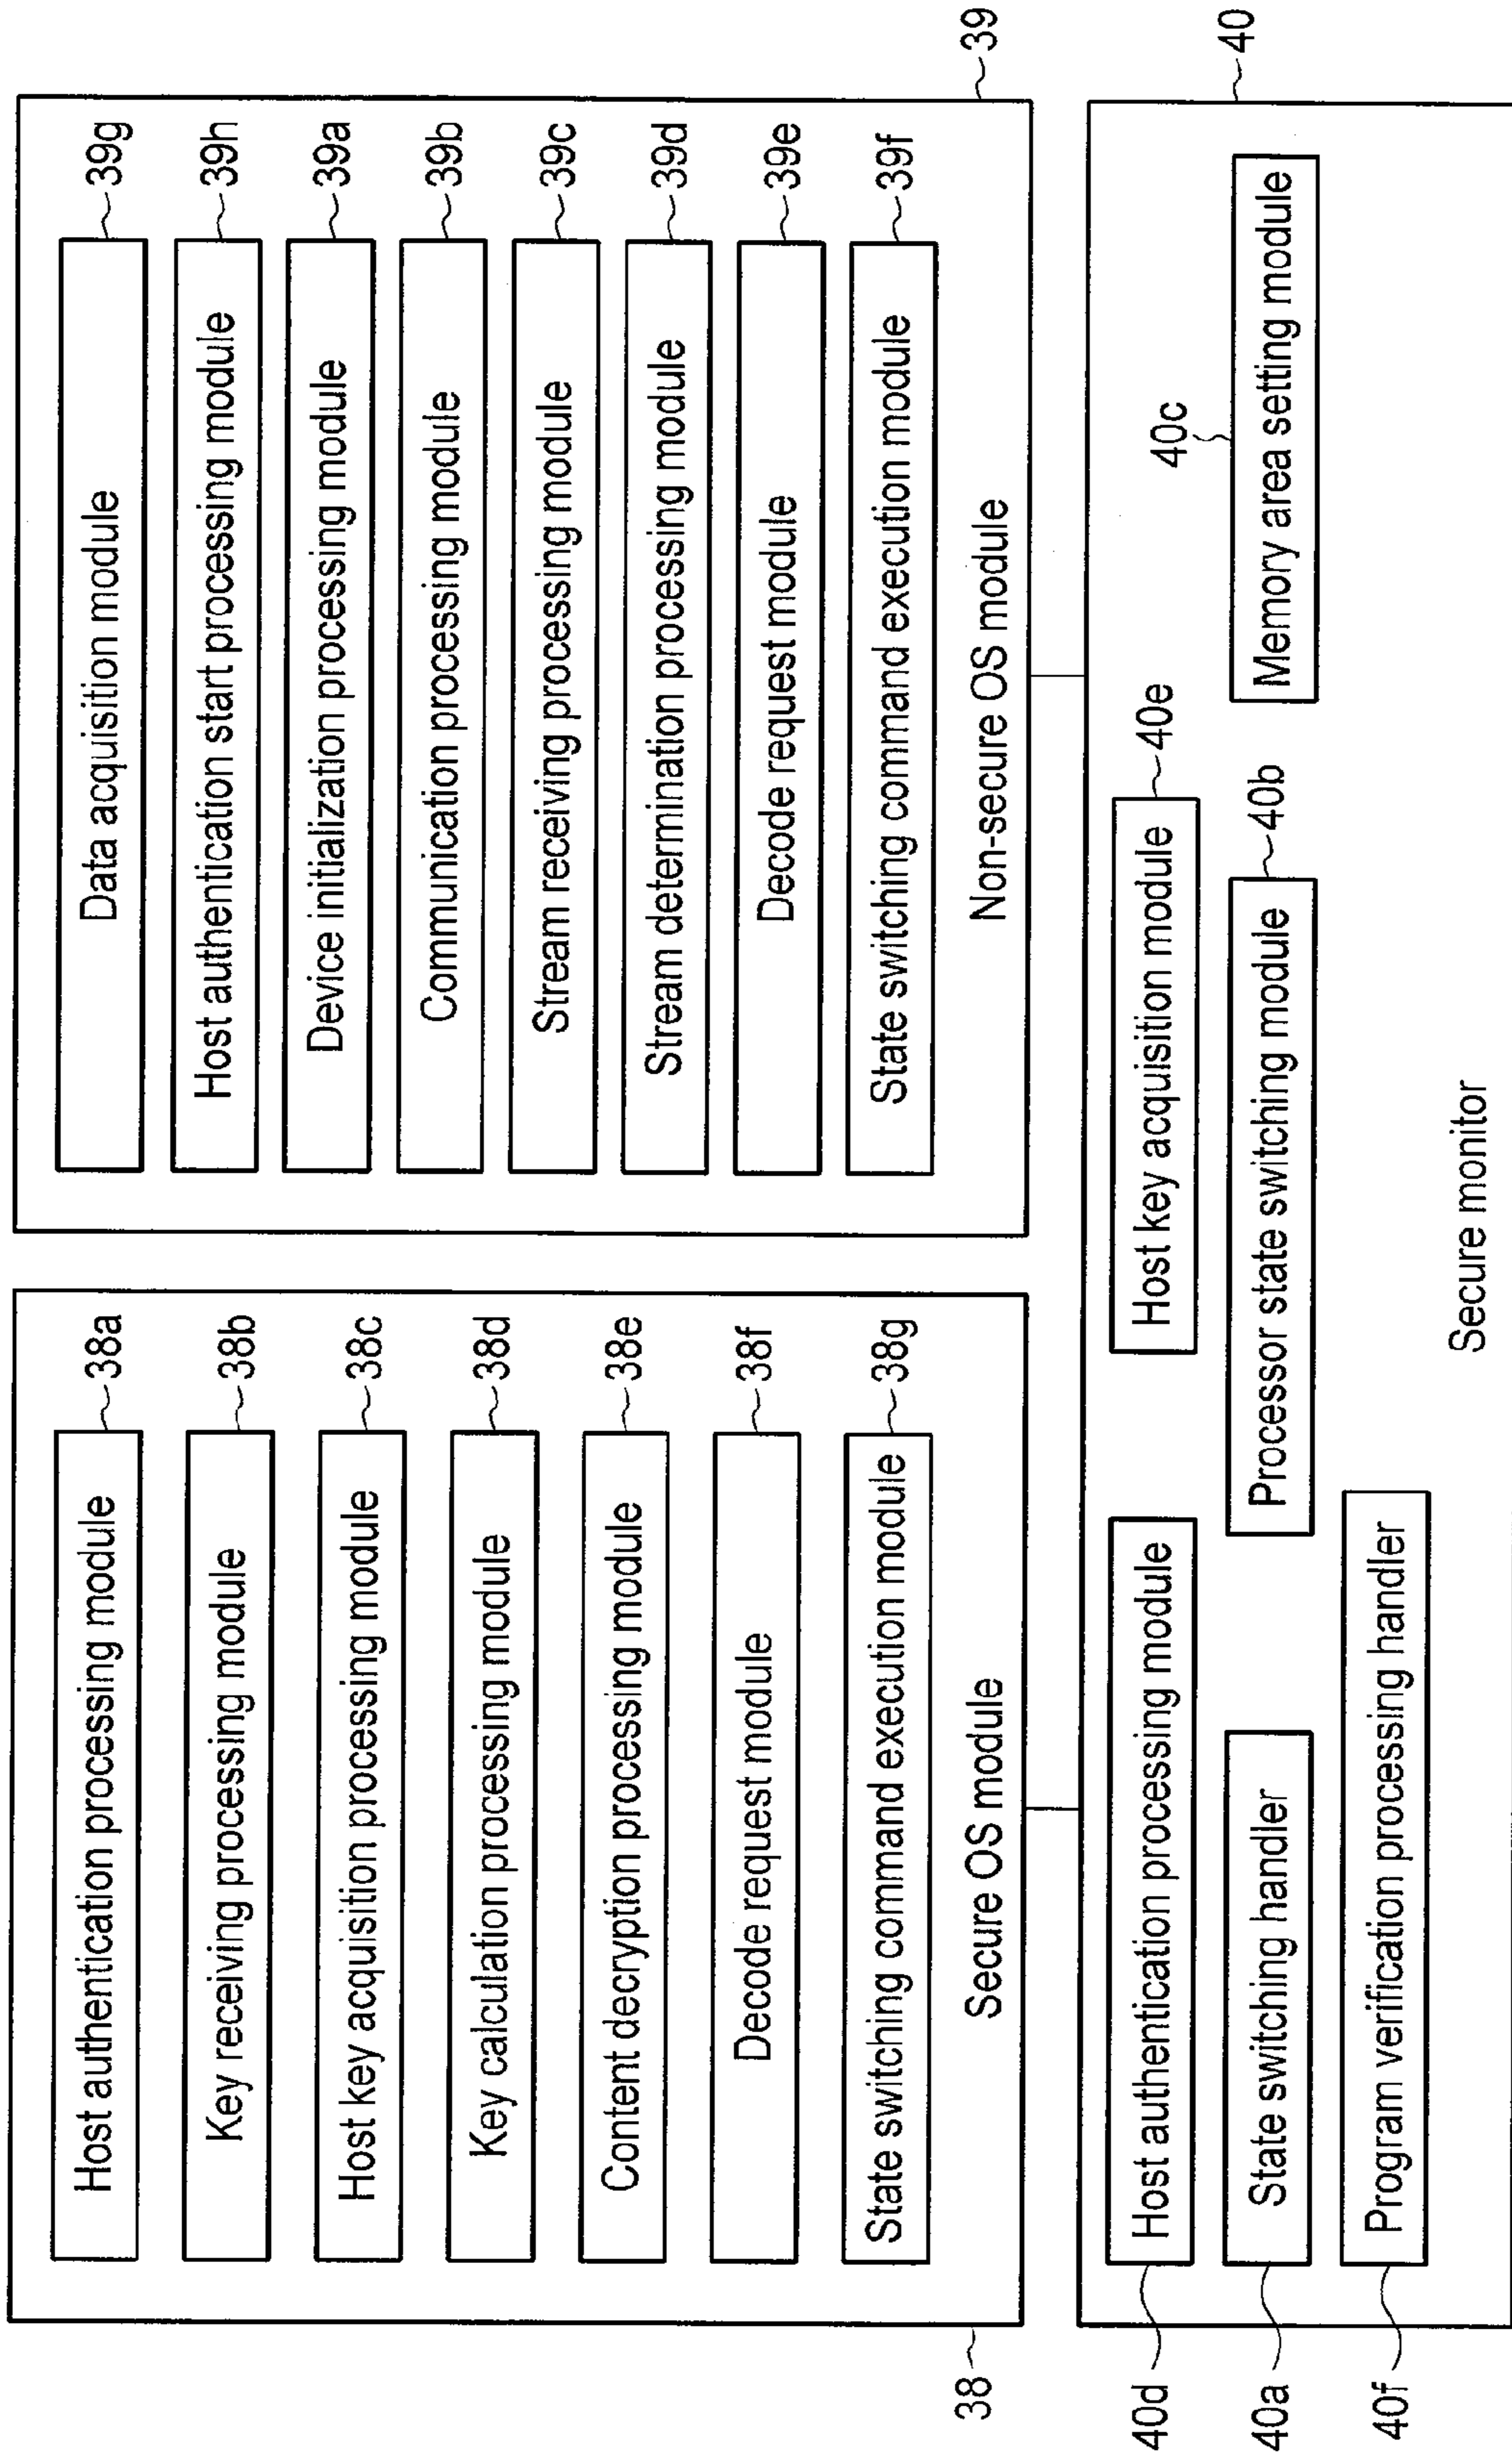 Host authentication processing module
38a
Key receiving processing module
38b
Host key acquisition processing module
38c
Key calculation processing module
38d
Content decryption processing module
38e
Decode request module
38f
State switching command execution module
38g
Secure OS module
38
Data acquisition module
39g
Host authentication start processing module
39h
Device initialization processing module
39a
Communication processing module
39b
Stream receiving processing module
39c
Stream determination processing module
39d
Decode request module
39e
State switching command execution module
39f
Non-secure OS module
39
40
40d
Host authentication processing module
Host key acquisition module
40e
40c
40a
State switching handler
Processor state switching module
40b
Memory area setting module
40f
Program verification processing handler
Secure monitor